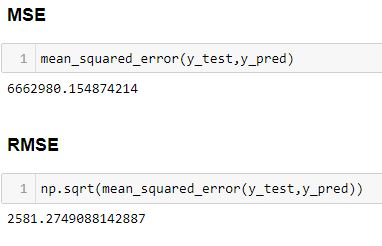 MSE
1 mean_squared_error(y_test,y_pred)
6662980.154874214
RMSE
1 np.sqrt(mean_squared_error(y_test,y_pred))
2581.2749088142887